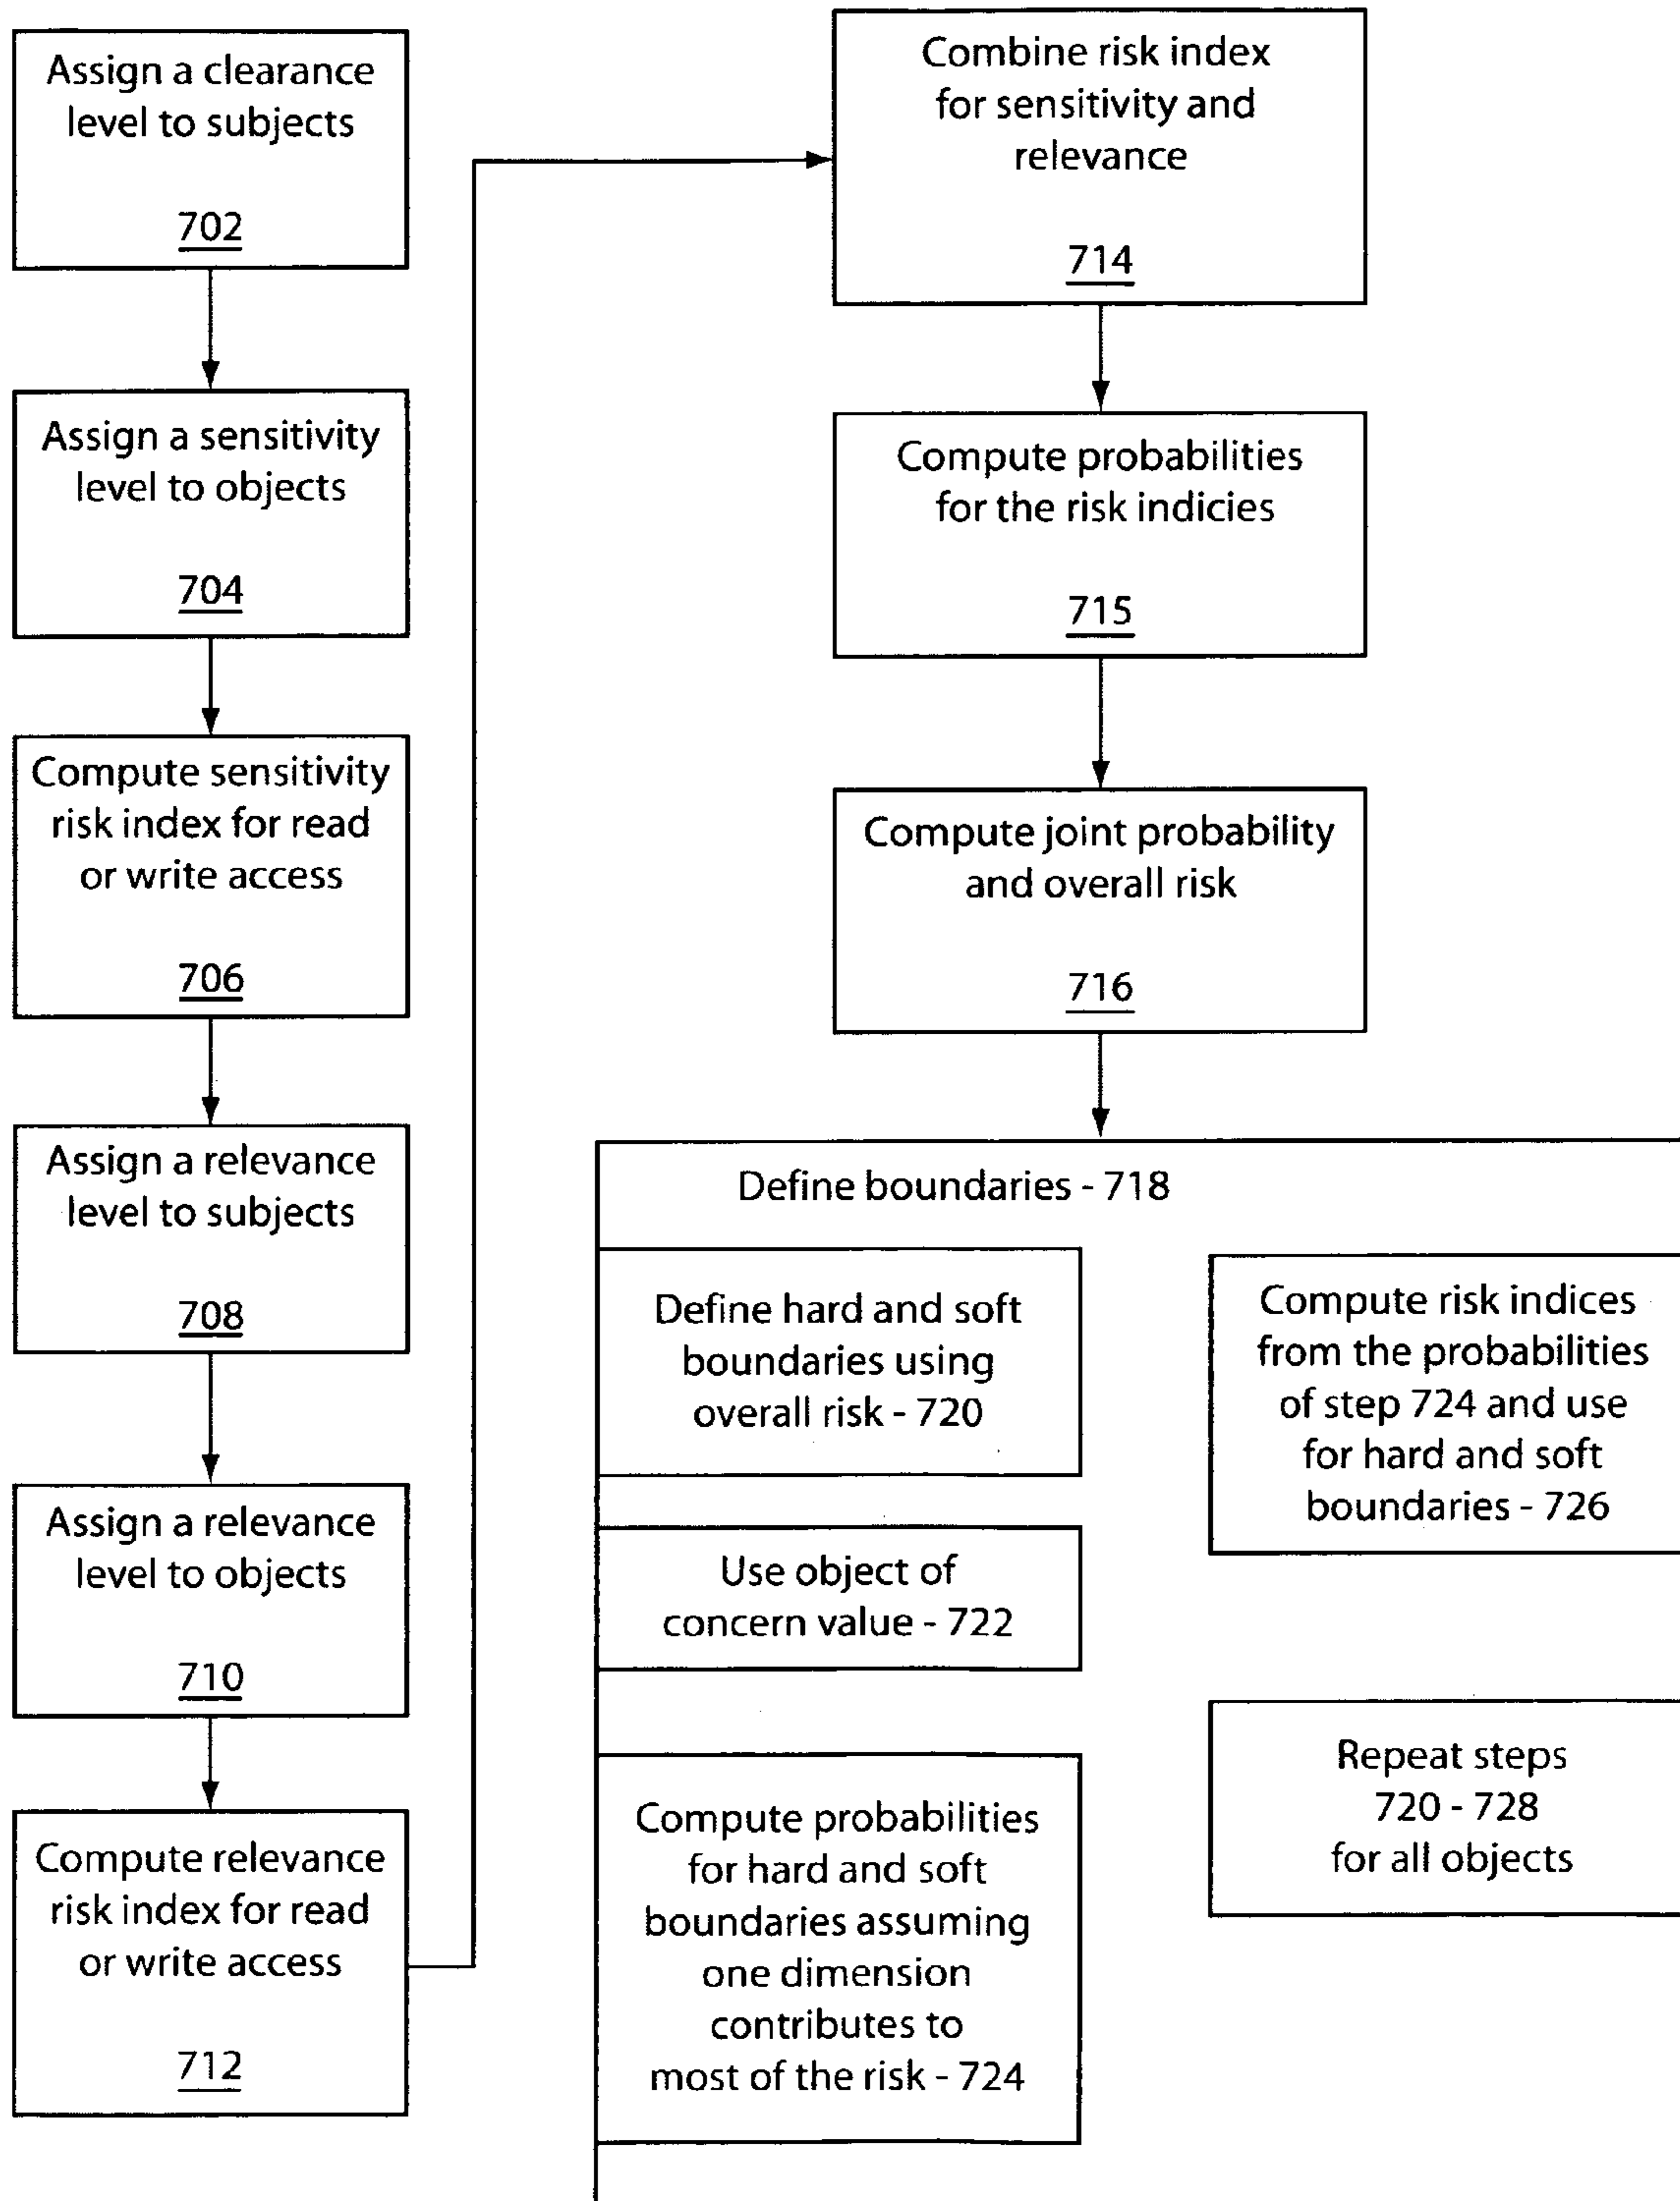 Assign a clearance
level to subjects
702
Assign a sensitivity
level to objects
704
Compute sensitivity
risk index for read
or write access
706
Assign a relevance
level to subjects
708
Assign a relevance
level to objects
710
Compute relevance
risk index for read
or write access
712
Combine risk index
for sensitivity and
relevance
714
Compute probabilities
for the risk indicies
715
Compute joint probability
and overall risk
716
Define boundaries - 718
Define hard and soft
boundaries using
overall risk - 720
Use object of
concern value - 722
Compute probabilities
for hard and soft
boundaries assuming
one dimension
contributes to
most of the risk - 724
Compute risk indices
from the probabilities
of step 724 and use
for hard and soft
boundaries - 726
Repeat steps
720 - 728
for all objects